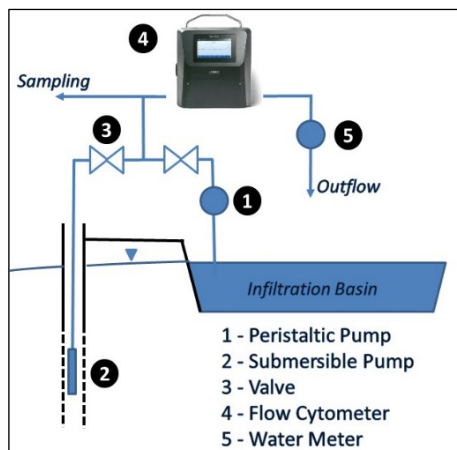 4
Sampling
3
5
1
Outflow
Infiltration Basin
2
1 - Peristaltic Pump
2 - Submersible Pump
3 - Valve
4 - Flow Cytometer
5 - Water Meter